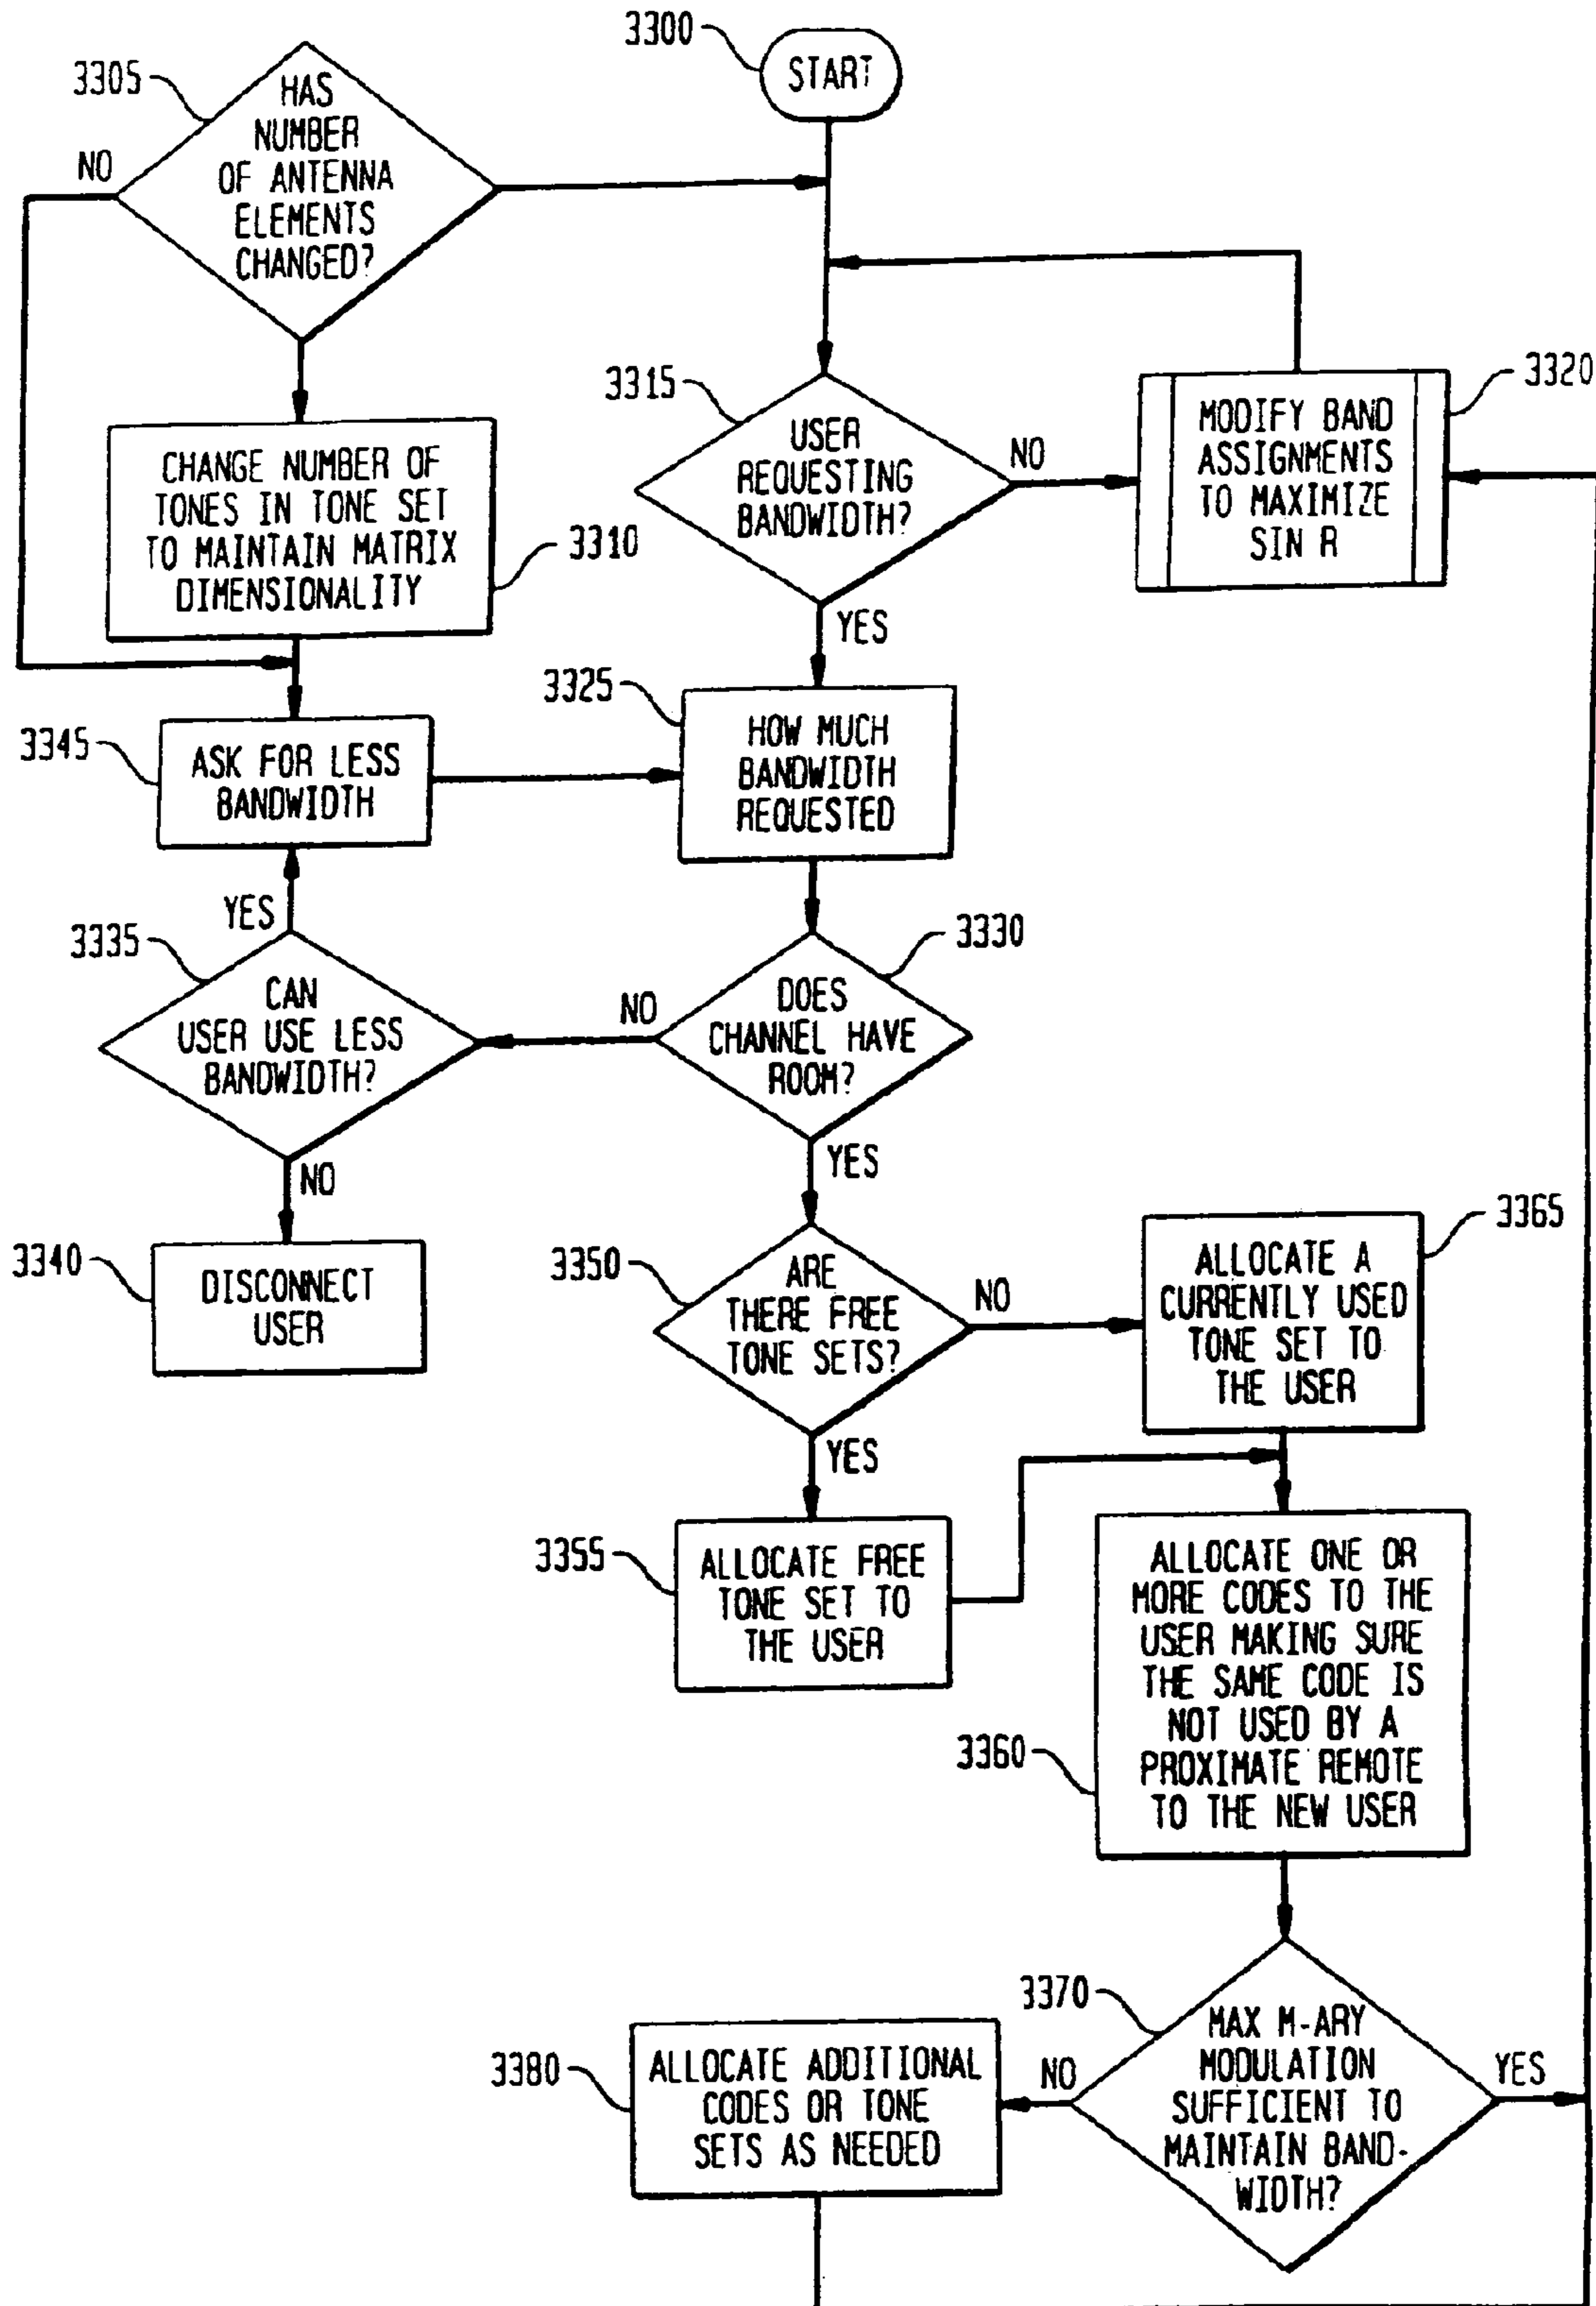 3300
START
3305
HAS
NUMBER
OF ANTENNA
ELEMENTS
CHANGED?
NO
3310
CHANGE NUMBER OF
TONES IN TONE SET
TO MAINTAIN MATRIX
DIMENSIONALITY
3315
USER
REQUESTING
BANDWIDTH?
NO
YES
3320
MODIFY BAND
ASSIGNMENTS
TO MAXIMIZE
SIN R
3345
ASK FOR LESS
BANDWIDTH
3325
HOW MUCH
BANDWIDTH
REQUESTED
YES
3335
CAN
USER USE LESS
BANDWIDTH?
NO
NO
3330
DOES
CHANNEL HAVE
ROOM?
YES
3340
DISCONNECT
USER
3350
ARE
THERE FREE
TONE SETS?
NO
YES
3365
ALLOCATE A
CURRENTLY USED
TONE SET TO
THE USER
3355
ALLOCATE FREE
TONE SET TO
THE USER
3360
ALLOCATE ONE OR
MORE CODES TO THE
USER MAKING SURE
THE SAME CODE IS
NOT USED BY A
PROXIMATE REMOTE
TO THE NEW USER
3370
MAX M-ARY
MODULATION
SUFFICIENT TO
MAINTAIN BAND-
WIDTH?
NO
YES
3380
ALLOCATE ADDITIONAL
CODES OR TONE
SETS AS NEEDED